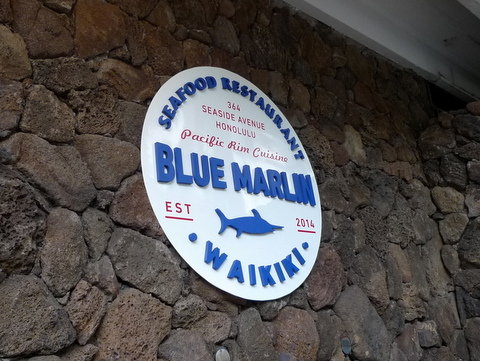 SEAFOOD RESTAURANT
364
SEASIDE AVENUE
HONOLULU
Pacific Rim Cuisine
BLUE MARLIN
EST 2014
• WAIKIKI •